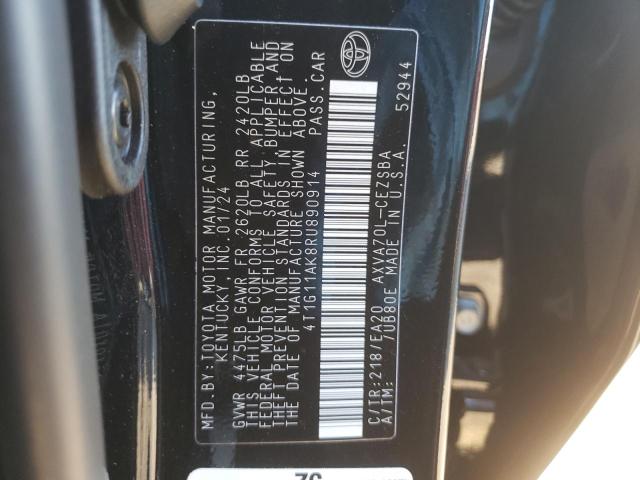 MFD.BY:TOYOTA MOTOR MANUFACTURING,
KENTUCKY, INC. 01/24
GVWR 4475LB GAWR FR 2620LB RR 2420LB
THIS VEHICLE CONFORMS TO ALL APPLICABLE
FEDERAL MOTOR VEHICLE SAFETY, BUMPER AND
THEFT PREVENTION STANDARDS IN EFFECT ON
THE DATE OF MANUFACTURE SHOWN ABOVE.
4T1G11AK8RU890914 PASS.CAR
C/TR:218/EA20 AXVA70L-CEZSBA
A/TM: /UB80E MADE IN U.S.A. 52944